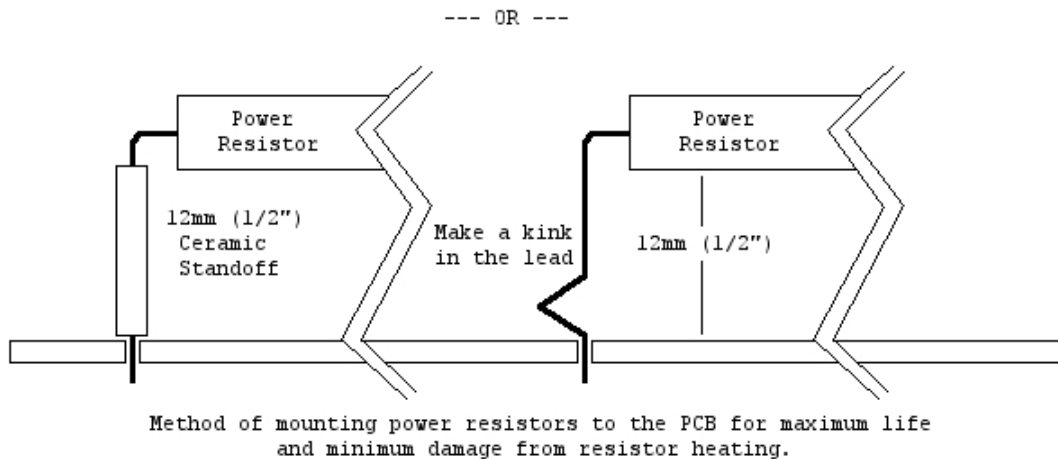 --- OR ---
Power
Resistor
Power
Resistor
12mm (1/2")
Ceramic
Standoff
Make a kink
in the lead
12mm (1/2")
Method of mounting power resistors to the PCB for maximum life
and minimum damage from resistor heating.